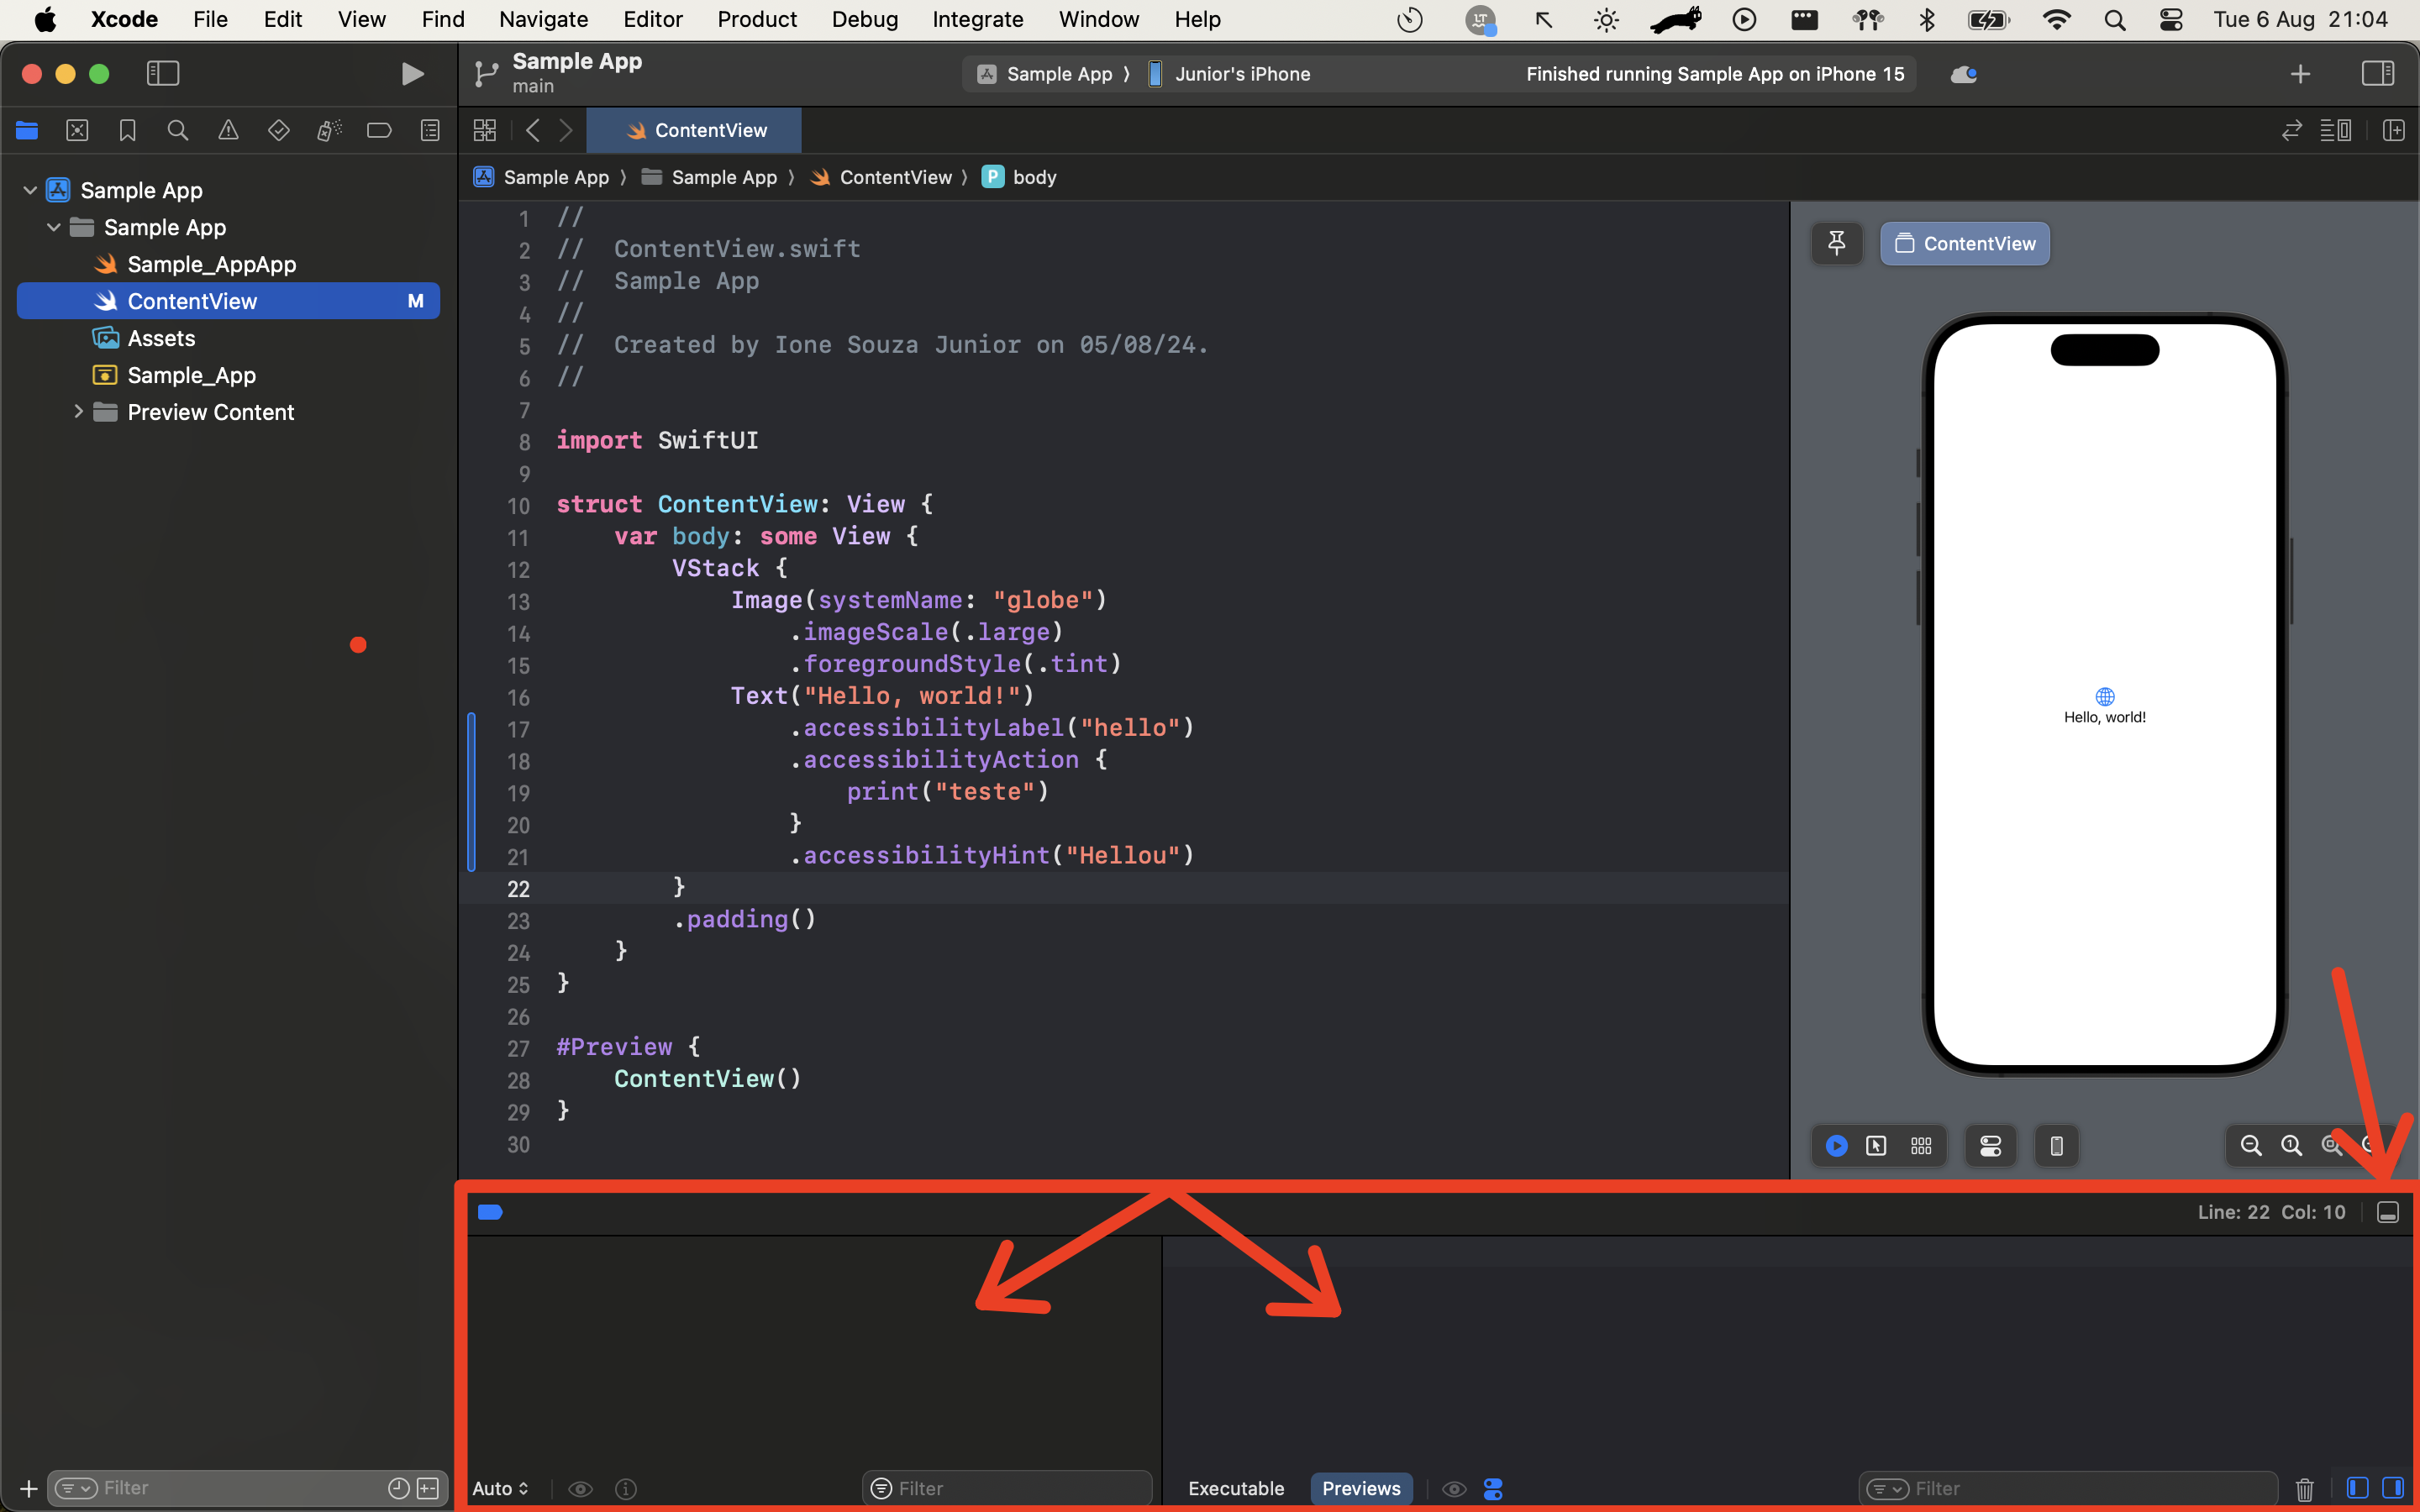 Xcode File Edit View Find Navigate Editor Product Debug Integrate Window Help LT Tue 6 Aug 21:04
Sample App
main
Sample App 〉 Junior's iPhone Finished running Sample App on iPhone 15
ContentView
Sample App 〉 Sample App 〉 ContentView 〉 P body
Sample App
Sample App
Sample_AppApp
ContentView M
Assets
Sample_App
Preview Content
1 //
2 //  ContentView.swift
3 //  Sample App
4 //
5 //  Created by Ione Souza Junior on 05/08/24.
6 //
7
8 import SwiftUI
9
10 struct ContentView: View {
11     var body: some View {
12         VStack {
13             Image(systemName: "globe")
14                 .imageScale(.large)
15                 .foregroundStyle(.tint)
16             Text("Hello, world!")
17                 .accessibilityLabel("hello")
18                 .accessibilityAction {
19                     print("teste")
20                 }
21                 .accessibilityHint("Hellou")
22         }
23         .padding()
24     }
25 }
26
27 #Preview {
28     ContentView()
29 }
30
ContentView
Hello, world!
Line: 22 Col: 10
Filter
Auto
Filter
Executable Previews
Filter